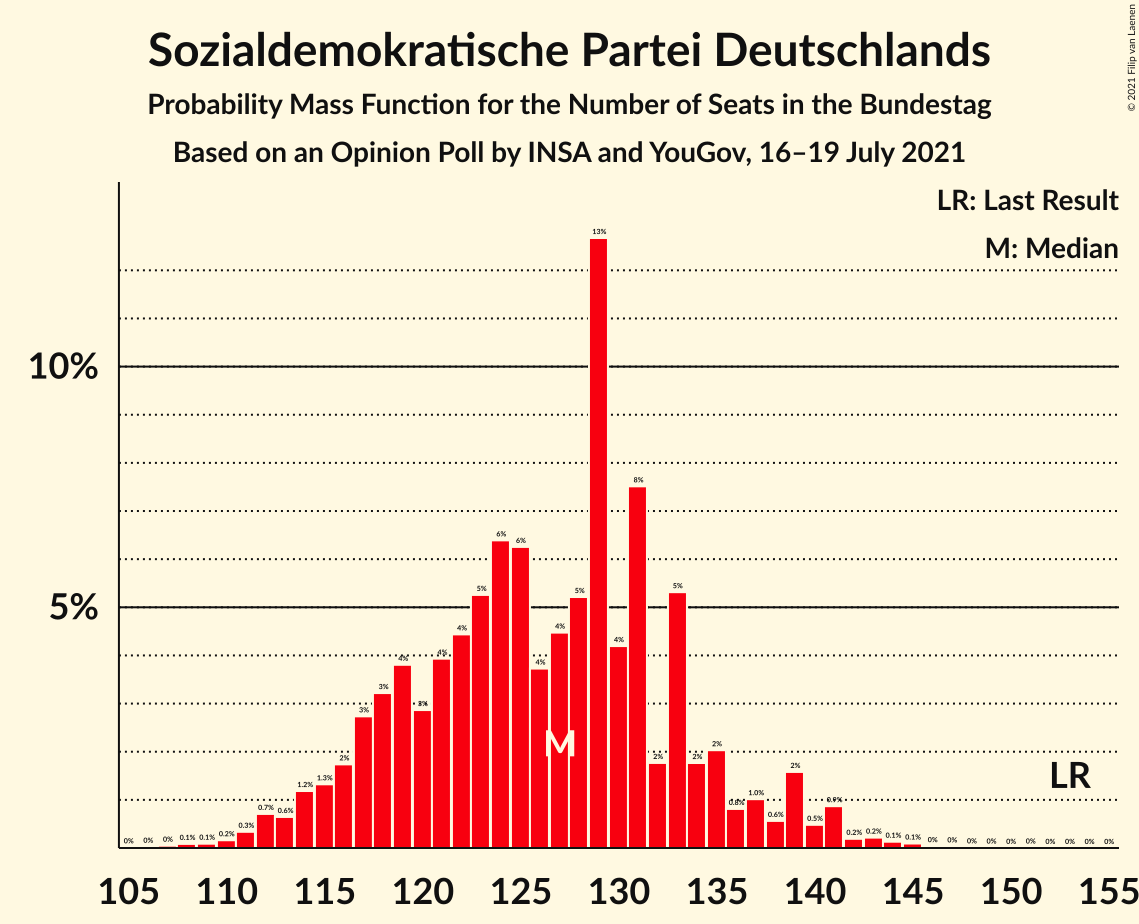 Sozialdemokratische Partei Deutschlands
Probability Mass Function for the Number of Seats in the Bundestag
Based on an Opinion Poll by INSA and YouGov, 16–19 July 2021
© 2021 Filip van Laenen
LR: Last Result
M: Median
10%
5%
0% 0% 0% 0.1% 0.1% 0.2% 0.3% 0.7% 0.6% 1.2% 1.3% 2% 3% 3% 4% 3% 4% 4% 5% 6% 6% 4% 4% 5% 13% 4% 8% 2% 5% 2% 2% 0.8% 1.0% 0.6% 2% 0.5% 0.9% 0.2% 0.2% 0.1% 0.1% 0% 0% 0% 0% 0% 0% 0% 0% 0% 0%
M
LR
105 110 115 120 125 130 135 140 145 150 155